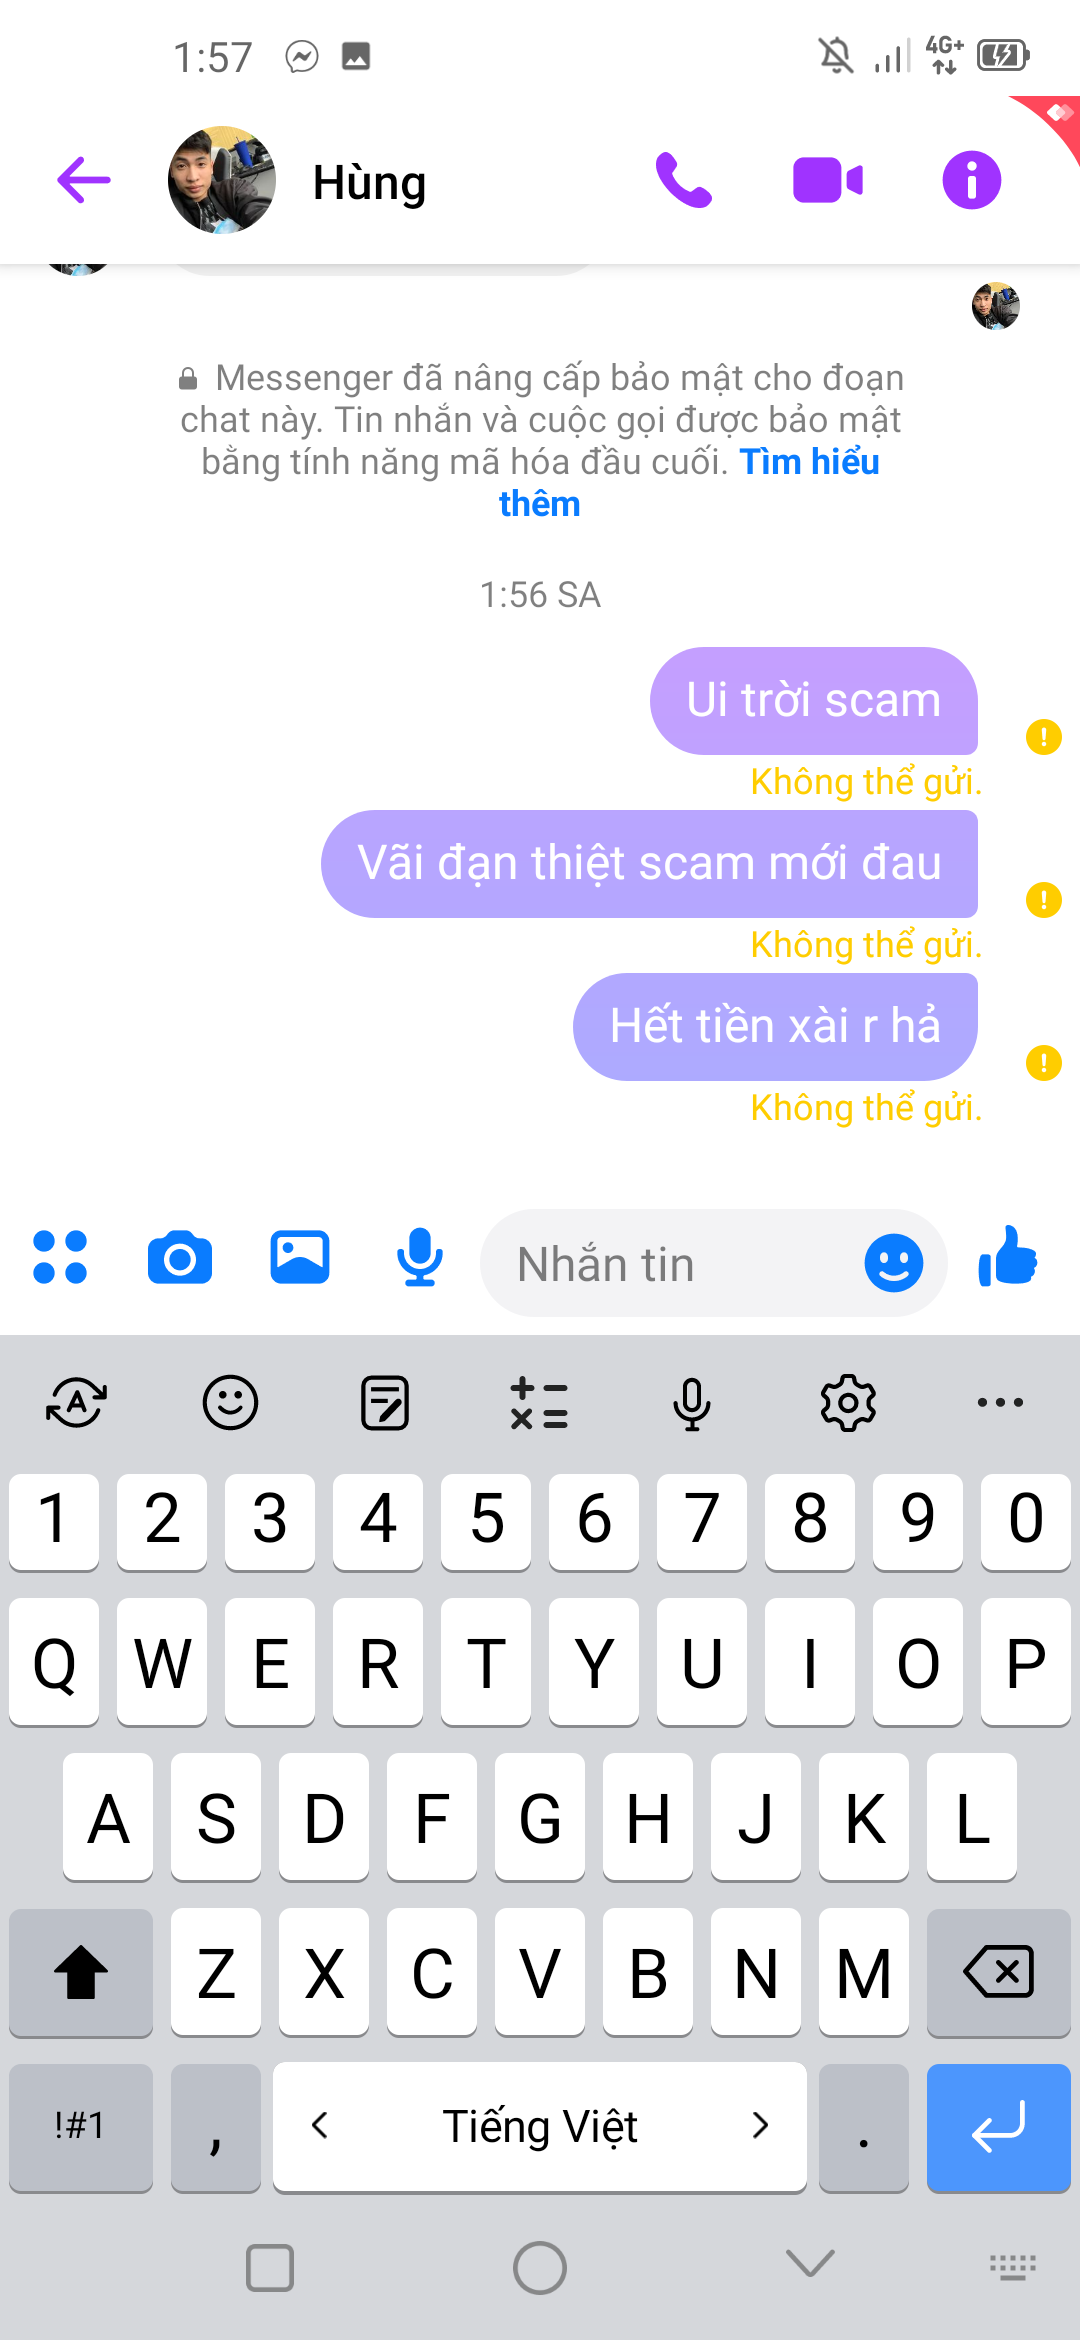 1:57
4G+
Hùng
Messenger đã nâng cấp bảo mật cho đoạn
chat này. Tin nhắn và cuộc gọi được bảo mật
bằng tính năng mã hóa đầu cuối. Tìm hiểu
thêm
1:56 SA
Ui trời scam
Không thể gửi.
Vãi đạn thiệt scam mới đau
Không thể gửi.
Hết tiền xài r hả
Không thể gửi.
Nhắn tin
1 2 3 4 5 6 7 8 9 0
Q W E R T Y U I O P
A S D F G H J K L
Z X C V B N M
!#1 , < Tiếng Việt > .